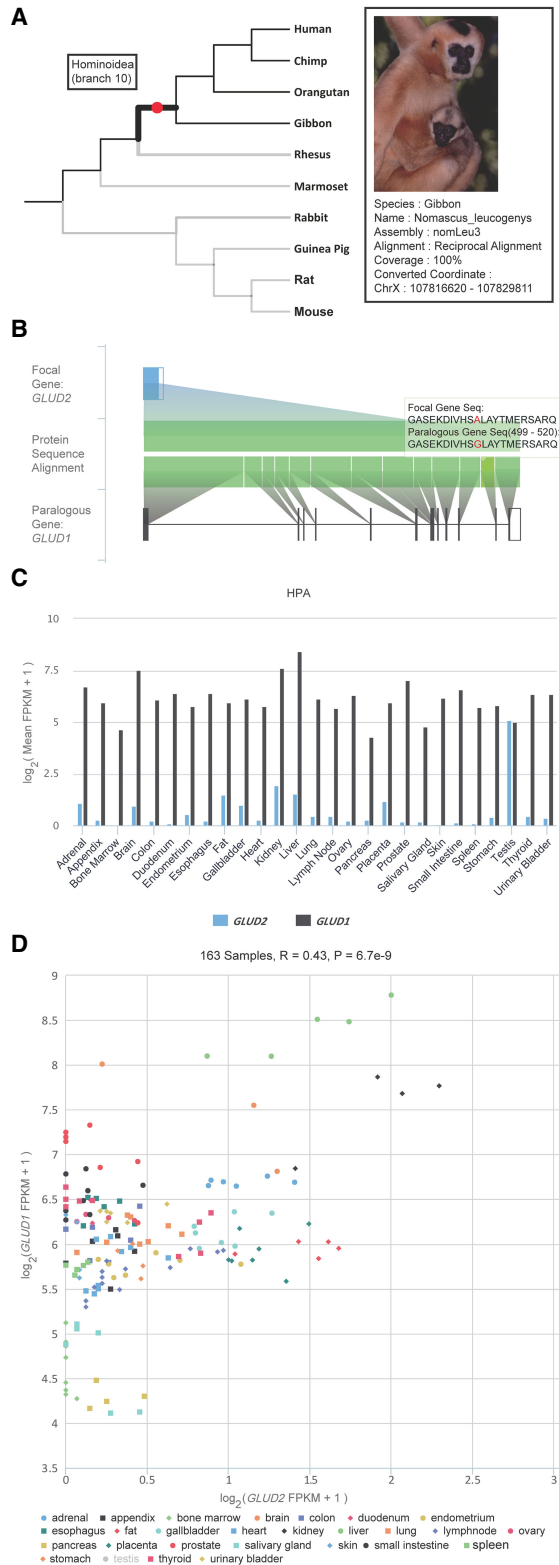 A
Hominoidea
(branch 10)
Human
Chimp
Orangutan
Gibbon
Rhesus
Marmoset
Rabbit
Guinea Pig
Rat
Mouse
Species : Gibbon
Name : Nomascus_leucogenys
Assembly : nomLeu3
Alignment : Reciprocal Alignment
Coverage : 100%
Converted Coordinate :
ChrX : 107816620 - 107829811
B
Focal
Gene:
GLUD2
Protein
Sequence
Alignment
Paralogous
Gene:
GLUD1
Focal Gene Seq:
GASEKDIVHSALAYTMERSARQ
Paralogous Gene Seq(499 - 520):
GASEKDIVHSGLAYTMERSARQ
C
HPA
log2( Mean FPKM + 1 )
10
7.5
5
2.5
0
Adrenal
Appendix
Bone Marrow
Brain
Colon
Duodenum
Endometrium
Esophagus
Fat
Gallbladder
Heart
Kidney
Liver
Lung
Lymph Node
Ovary
Pancreas
Placenta
Prostate
Salivary Gland
Skin
Small Intestine
Spleen
Stomach
Testis
Thyroid
Urinary Bladder
GLUD2 GLUD1
D
163 Samples, R = 0.43, P = 6.7e-9
log2(GLUD1 FPKM + 1)
9
8.5
8
7.5
7
6.5
6
5.5
5
4.5
4
3.5
0 0.5 1 1.5 2 2.5 3
log2(GLUD2 FPKM + 1)
adrenal appendix bone marrow brain colon duodenum endometrium
esophagus fat gallbladder heart kidney liver lung lymphnode ovary
pancreas placenta prostate salivary gland skin small intestine spleen
stomach testis thyroid urinary bladder